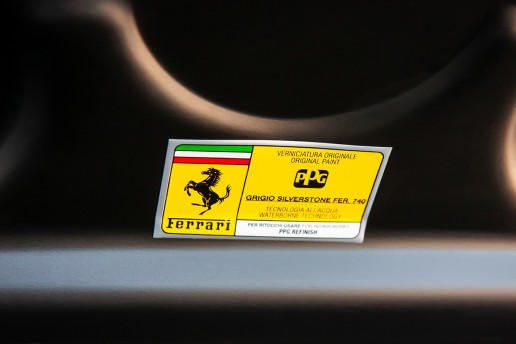 VERNICIATURA ORIGINALE
ORIGINAL PAINT
PPG
GRIGIO SILVERSTONE FER. 740
TECNOLOGIA ALL'ACQUA
WATERBORNE TECHNOLOGY
Ferrari
PER RITOCCHI USARE
PPG REFINISH